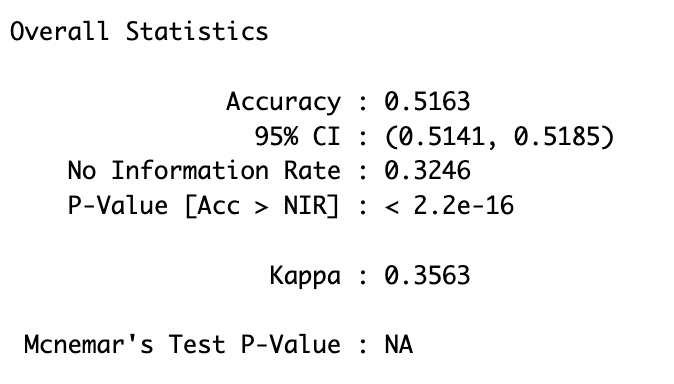 Overall Statistics
Accuracy : 0.5163
95% CI : (0.5141, 0.5185)
No Information Rate : 0.3246
P-Value [Acc > NIR] : < 2.2e-16
Kappa : 0.3563
Mcnemar's Test P-Value : NA